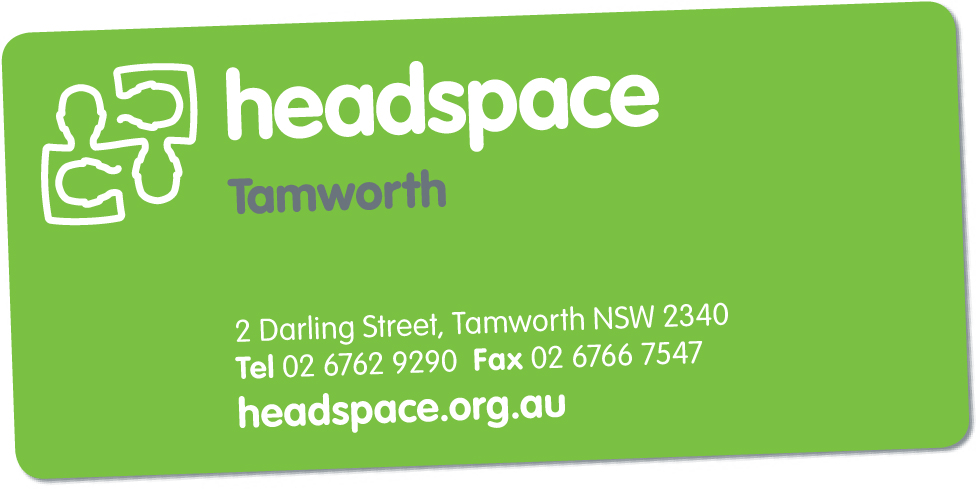 headspace
Tamworth
2 Darling Street, Tamworth NSW 2340
Tel 02 6762 9290 Fax 02 6766 7547
headspace.org.au